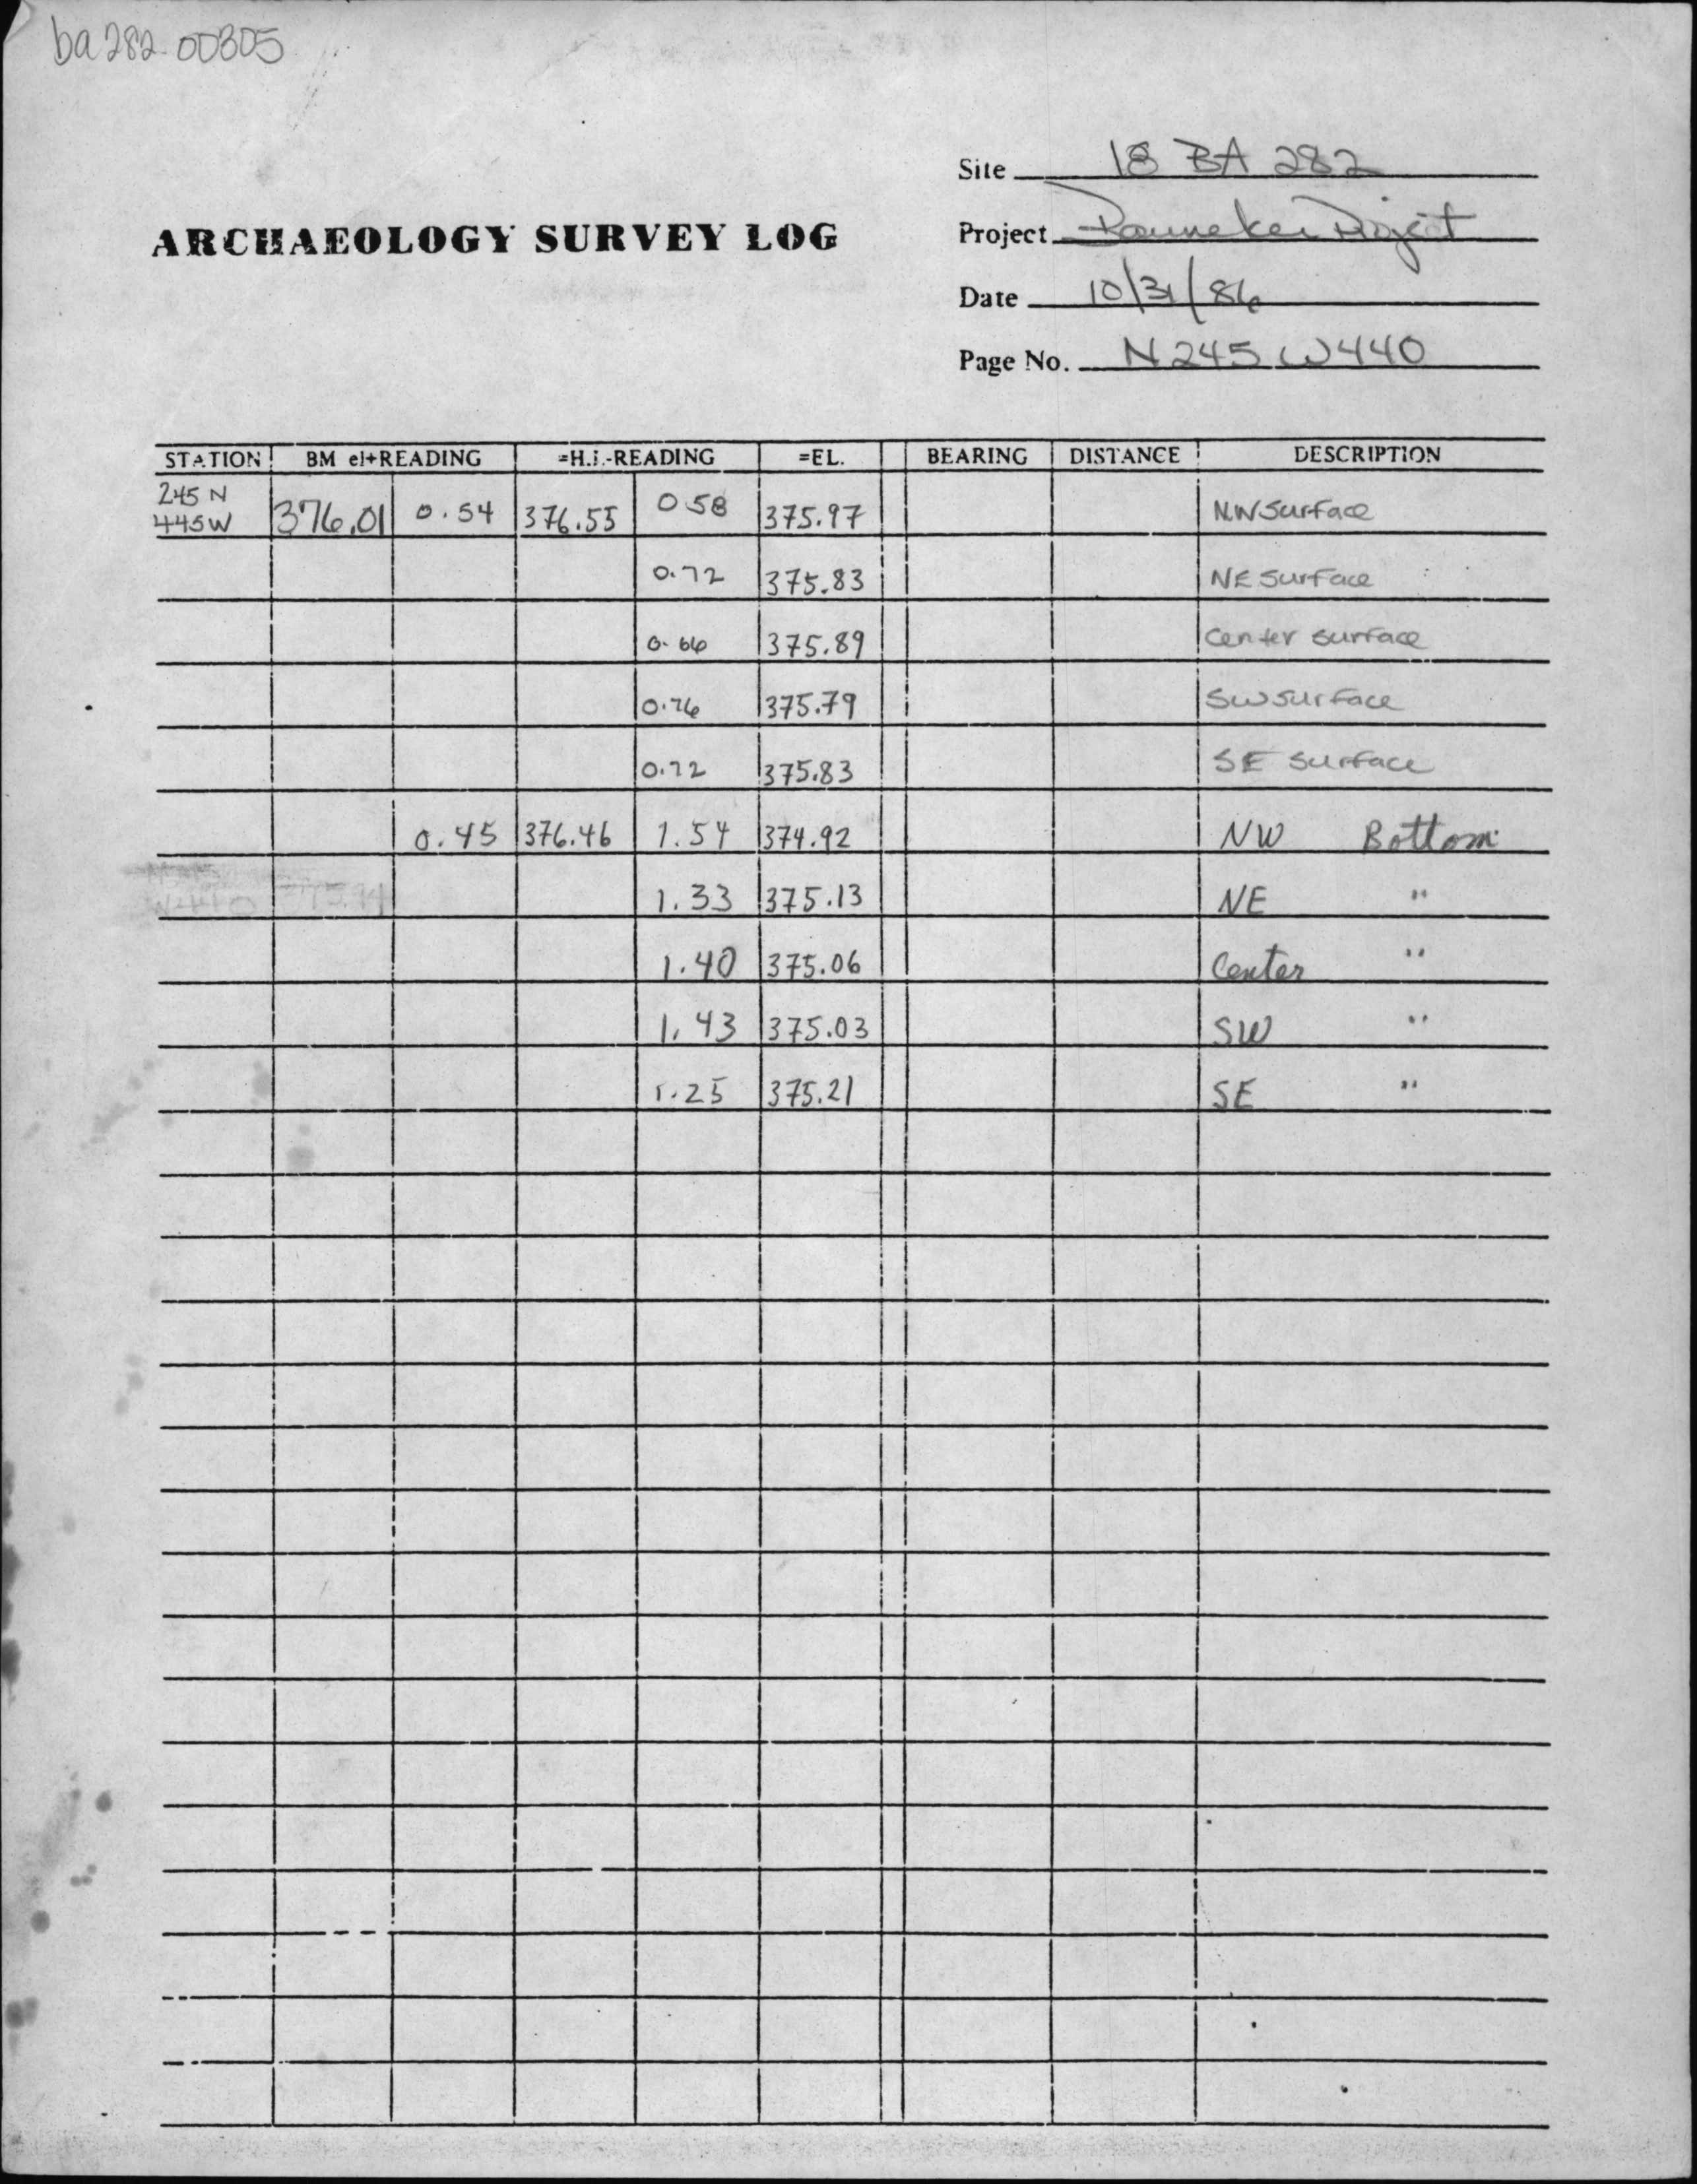 ba282-00305
Site 18 BA 282
ARCHAEOLOGY SURVEY LOG
Project Banneker Project
Date 10/31/86
Page No. N245 W440
STATION BM el+READING =H.I.-READING =EL. BEARING DISTANCE DESCRIPTION
245 N
445W 376.01 0.54 376.55 0.58 375.97 NW Surface
0.72 375.83 NE Surface
0.66 375.89 Center Surface
0.76 375.79 SW Surface
0.72 375.83 SE Surface
0.45 376.46 1.54 374.92 NW Bottom
1.33 375.13 NE "
1.40 375.06 Center "
1.43 375.03 SW "
1.25 375.21 SE "